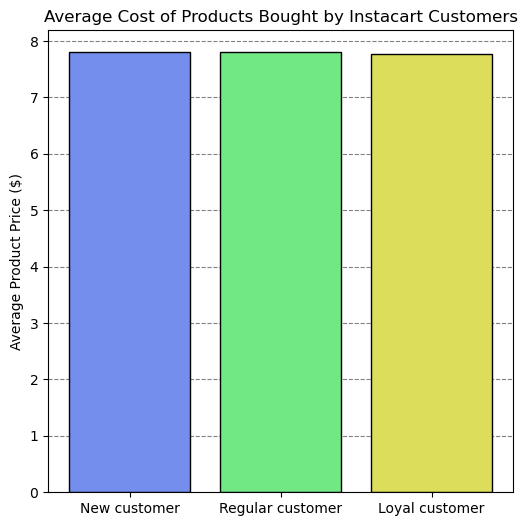 Average Cost of Products Bought by Instacart Customers
Average Product Price ($)
8
7
6
5
4
3
2
1
0
New customer
Regular customer
Loyal customer